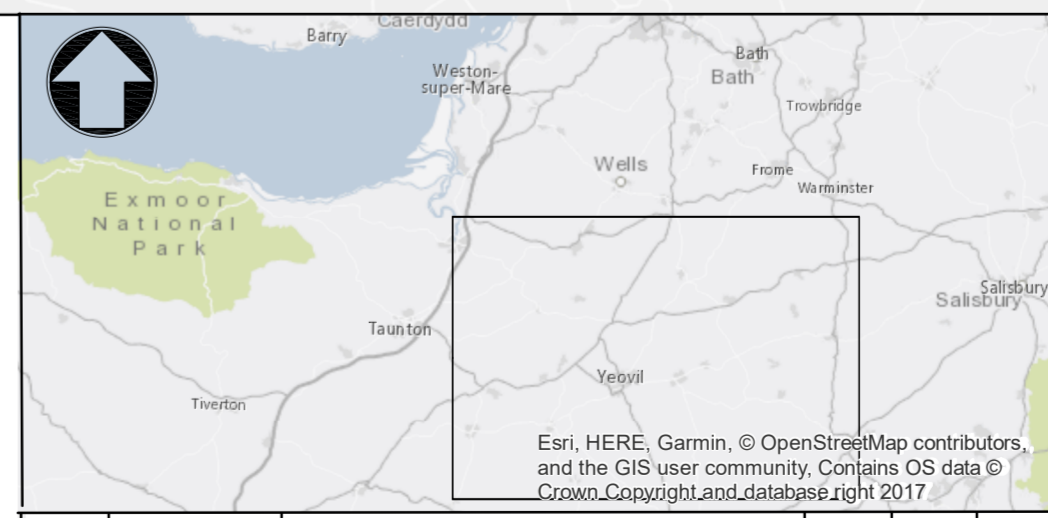 Caerdydd
Barry
Weston-
super-Mare
Bath
Bath
Trowbridge
Wells
Frome
Warminster
Exmoor
National
Park
Salisbury
Salisbury
Taunton
Yeovil
Tiverton
Esri, HERE, Garmin, © OpenStreetMap contributors,
and the GIS user community, Contains OS data ©
Crown Copyright and database right 2017